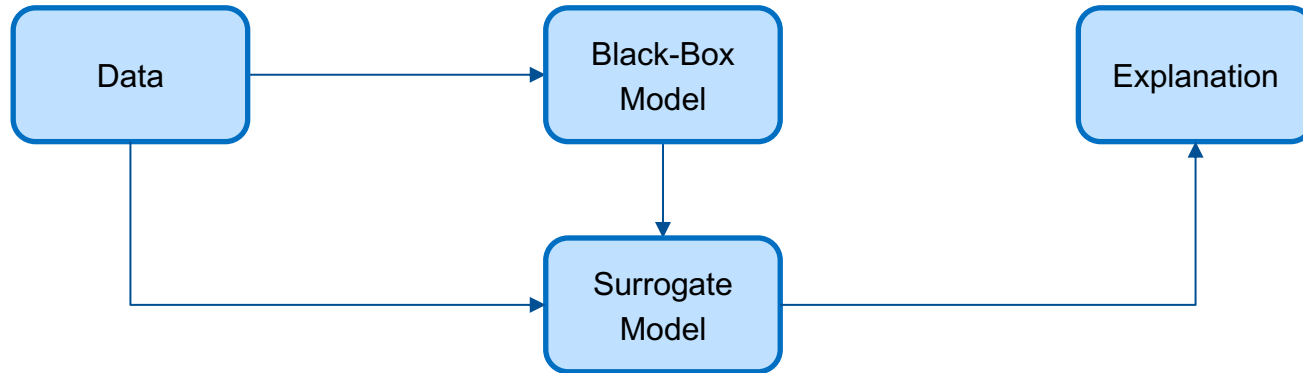 Data
Black-Box
Model
Explanation
Surrogate
Model